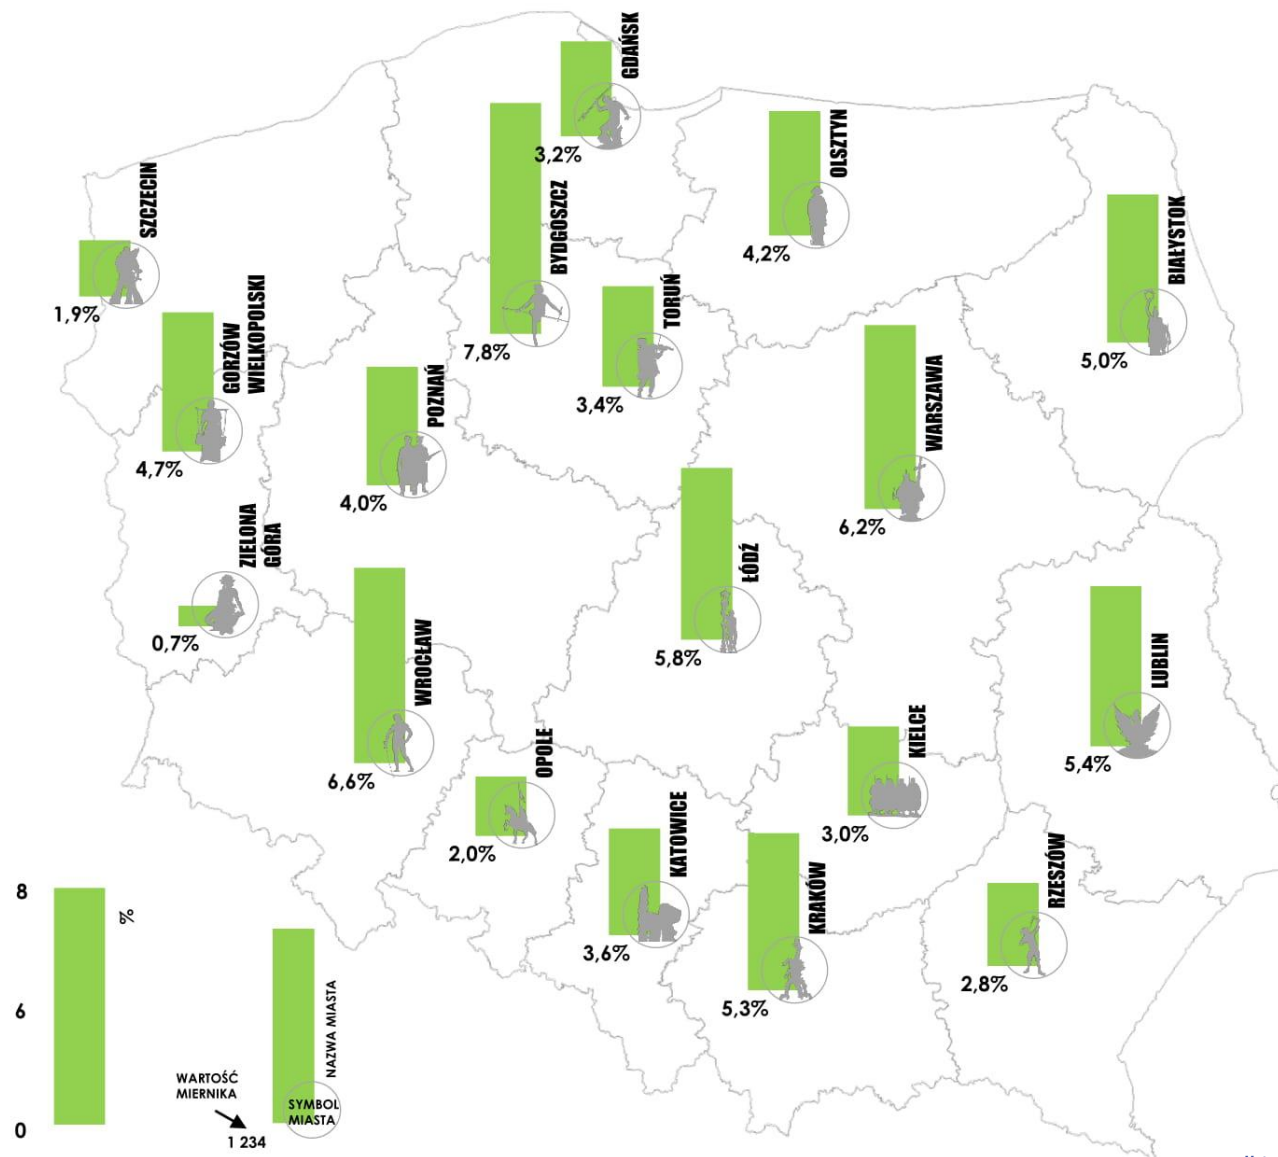 GDAŃSK
3,2%
OLSZTYN
4,2%
SZCZECIN
1,9%
BYDGOSZCZ
7,8%
BIAŁYSTOK
5,0%
GORZÓW
WIELKOPOLSKI
4,7%
TORUŃ
3,4%
POZNAŃ
4,0%
WARSZAWA
6,2%
ZIELONA
GÓRA
0,7%
ŁÓDŹ
5,8%
WROCŁAW
6,6%
LUBLIN
5,4%
OPOLE
2,0%
KIELCE
3,0%
KATOWICE
3,6%
KRAKÓW
5,3%
RZESZÓW
2,8%
8
%
6
0
NAZWA MIASTA
WARTOŚĆ
MIERNIKA
1 234
SYMBOL
MIASTA